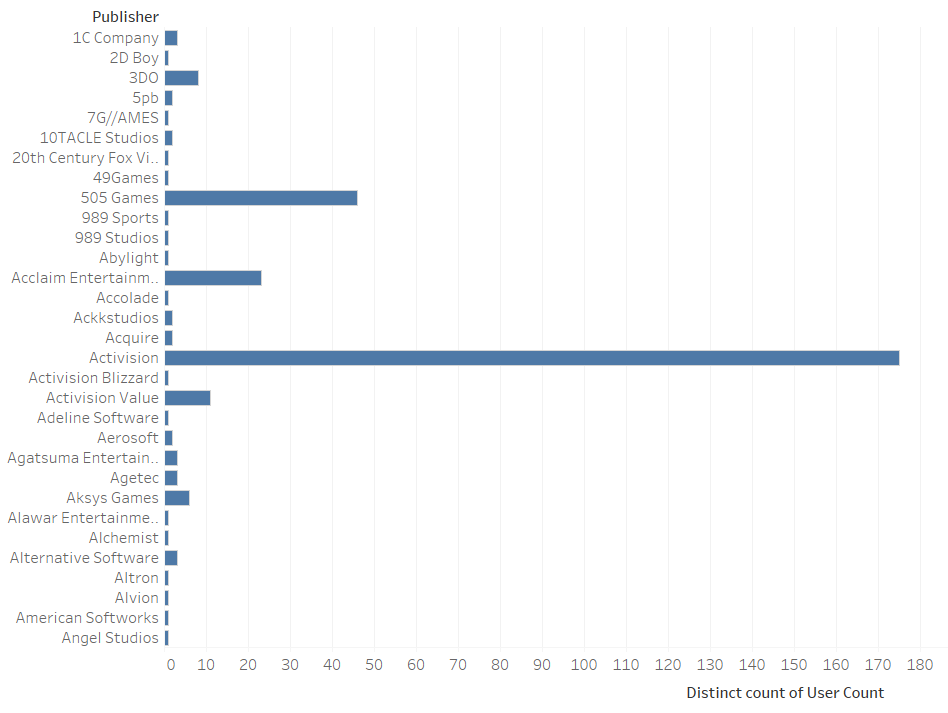 Publisher
1C Company
2D Boy
3DO
5pb
7G//AMES
10TACLE Studios
20th Century Fox Vi..
49Games
505 Games
989 Sports
989 Studios
Abylight
Acclaim Entertainm..
Accolade
Ackkstudios
Acquire
Activision
Activision Blizzard
Activision Value
Adeline Software
Aerosoft
Agatsuma Entertain..
Agetec
Aksys Games
Alawar Entertainme..
Alchemist
Alternative Software
Altron
Alvion
American Softworks
Angel Studios
0 10 20 30 40 50 60 70 80 90 100 110 120 130 140 150 160 170 180
Distinct count of User Count